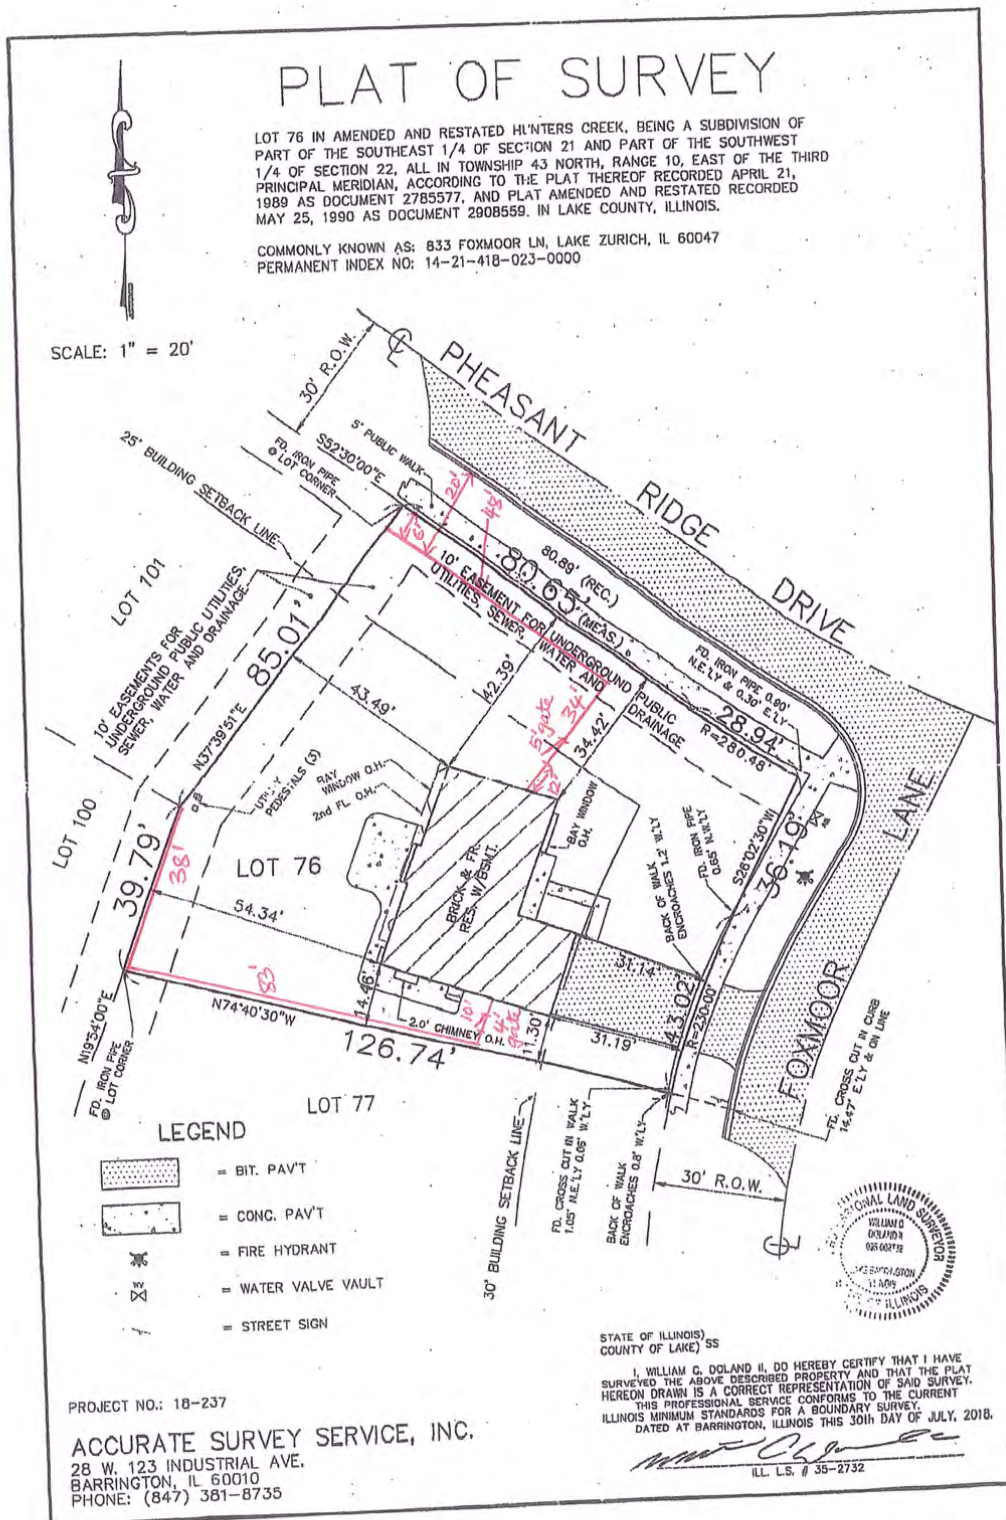 PLAT OF SURVEY
LOT 76 IN AMENDED AND RESTATED HUNTERS CREEK, BEING A SUBDIVISION OF
PART OF THE SOUTHEAST 1/4 OF SECTION 21 AND PART OF THE SOUTHWEST
1/4 OF SECTION 22, ALL IN TOWNSHIP 43 NORTH, RANGE 10, EAST OF THE THIRD
PRINCIPAL MERIDIAN, ACCORDING TO THE PLAT THEREOF RECORDED APRIL 21,
1989 AS DOCUMENT 2785577, AND PLAT AMENDED AND RESTATED RECORDED
MAY 25, 1990 AS DOCUMENT 2908559, IN LAKE COUNTY, ILLINOIS.
COMMONLY KNOWN AS: 833 FOXMOOR LN, LAKE ZURICH, IL 60047
PERMANENT INDEX NO: 14-21-418-023-0000
SCALE: 1" = 20'
30' R.O.W.
PHEASANT
RIDGE
DRIVE
25' BUILDING SETBACK LINE
FD. IRON PIPE
@ LOT CORNER
S52°30'00"E
5' PUBLIC WALK
20'
48'
6'
80.89' (REC.)
80.65'
(MEAS.)
10' EASEMENT FOR UNDERGROUND PUBLIC
UTILITIES, SEWER, WATER AND DRAINAGE
LOT 101
10' EASEMENTS FOR
UNDERGROUND PUBLIC UTILITIES,
SEWER, WATER AND DRAINAGE
85.01'
N37°39'51"E
43.49'
42.39'
5' gate
34'
34.42'
12'
FD. IRON PIPE 0.90'
N.E.'LY & 0.30' E.'LY
28.94'
R=280.48
LOT 100
UTILITY
PEDESTALS (3)
BAY
WINDOW O.H.
2nd FL O.H.
BAY WINDOW
O.H.
39.79'
38'
LOT 76
54.34'
BRICK & FR.
RES. W/BSMT.
BACK OF WALK
ENCROACHES 1.2' W.'LY
FD. IRON PIPE
0.65' N.W.'LY
S26°02'30"W
36.19'
LANE
FOXMOOR
83'
N74°40'30"W
14.46'
2.0' CHIMNEY O.H.
10'
4'
gate
11.30'
31.14'
31.19'
43.02'
R=230.00'
126.74'
N19°54'00"E
FD. IRON PIPE
@ LOT CORNER
LOT 77
FD. CROSS CUT IN CURB
14.47' E.'LY & ON LINE
30' BUILDING SETBACK LINE
FD. CROSS CUT IN WALK
1.05' N.E.'LY 0.06' W.'LY
BACK OF WALK
ENCROACHES 0.8' W.'LY
30' R.O.W.
LEGEND
= BIT. PAV'T
= CONC. PAV'T
= FIRE HYDRANT
WV
= WATER VALVE VAULT
= STREET SIGN
LAND SURVEYOR
WILLIAM G
DOLAND II
ILLINOIS
STATE OF ILLINOIS)
COUNTY OF LAKE) SS
I, WILLIAM G. DOLAND II, DO HEREBY CERTIFY THAT I HAVE
SURVEYED THE ABOVE DESCRIBED PROPERTY AND THAT THE PLAT
HEREON DRAWN IS A CORRECT REPRESENTATION OF SAID SURVEY.
THIS PROFESSIONAL SERVICE CONFORMS TO THE CURRENT
ILLINOIS MINIMUM STANDARDS FOR A BOUNDARY SURVEY.
DATED AT BARRINGTON, ILLINOIS THIS 30th DAY OF JULY, 2018.
ILL. L.S. # 35-2732
PROJECT NO.: 18-237
ACCURATE SURVEY SERVICE, INC.
28 W. 123 INDUSTRIAL AVE.
BARRINGTON, IL 60010
PHONE: (847) 381-8735